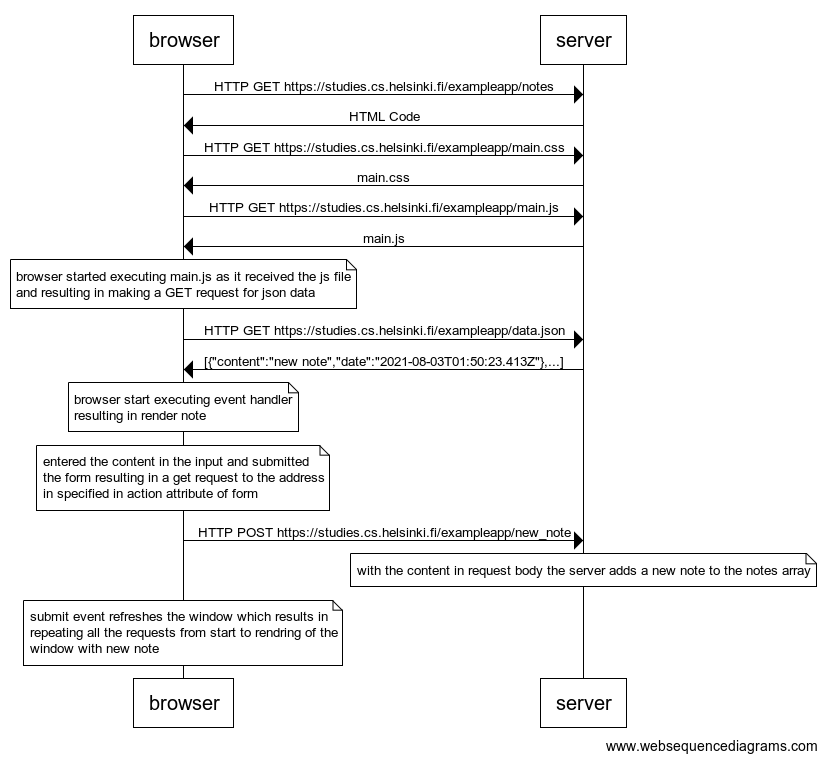 browser
server
HTTP GET https://studies.cs.helsinki.fi/exampleapp/notes
HTML Code
HTTP GET https://studies.cs.helsinki.fi/exampleapp/main.css
main.css
HTTP GET https://studies.cs.helsinki.fi/exampleapp/main.js
main.js
browser started executing main.js as it received the js file
and resulting in making a GET request for json data
HTTP GET https://studies.cs.helsinki.fi/exampleapp/data.json
[{"content":"new note","date":"2021-08-03T01:50:23.413Z"},...]
browser start executing event handler
resulting in render note
entered the content in the input and submitted
the form resulting in a get request to the address
in specified in action attribute of form
HTTP POST https://studies.cs.helsinki.fi/exampleapp/new_note
with the content in request body the server adds a new note to the notes array
submit event refreshes the window which results in
repeating all the requests from start to rendring of the
window with new note
browser
server
www.websequencediagrams.com